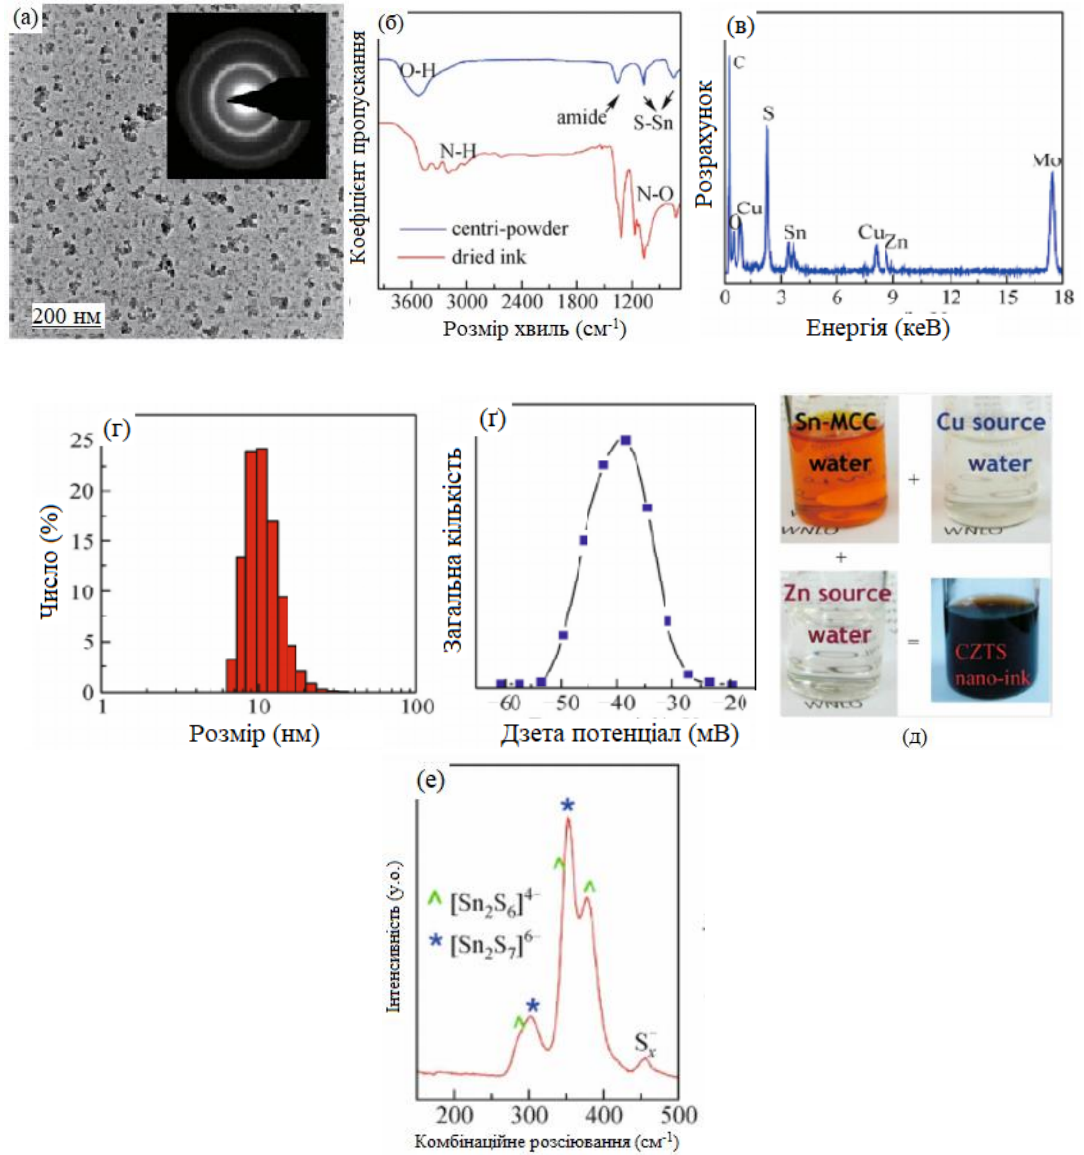 (а)
200 нм
(б)
Коефіцієнт пропускання
O-H
N-H
amide
S-Sn
N-O
centri-powder
dried ink
3600 3000 2400 1800 1200
Розмір хвиль (см⁻¹)
(в)
Розрахунок
C
O
Cu
S
Sn
Cu
Zn
Mo
0 3 6 9 12 15 18
Енергія (кеВ)
(г)
Число (%)
25
20
15
10
5
0
1 10 100
Розмір (нм)
(ґ)
Загальна кількість
60 50 40 30 20
Дзета потенціал (мВ)
Sn-MCC
water
+
Cu source
water
WNLO
WNLO
+
Zn source
water
=
CZTS
nano-ink
WNLO
(д)
(е)
Інтенсивність (у.о.)
^ [Sn₂S₆]⁴⁻
* [Sn₂S₇]⁶⁻
Sₓ⁻
200 300 400 500
Комбінаційне розсіювання (см⁻¹)